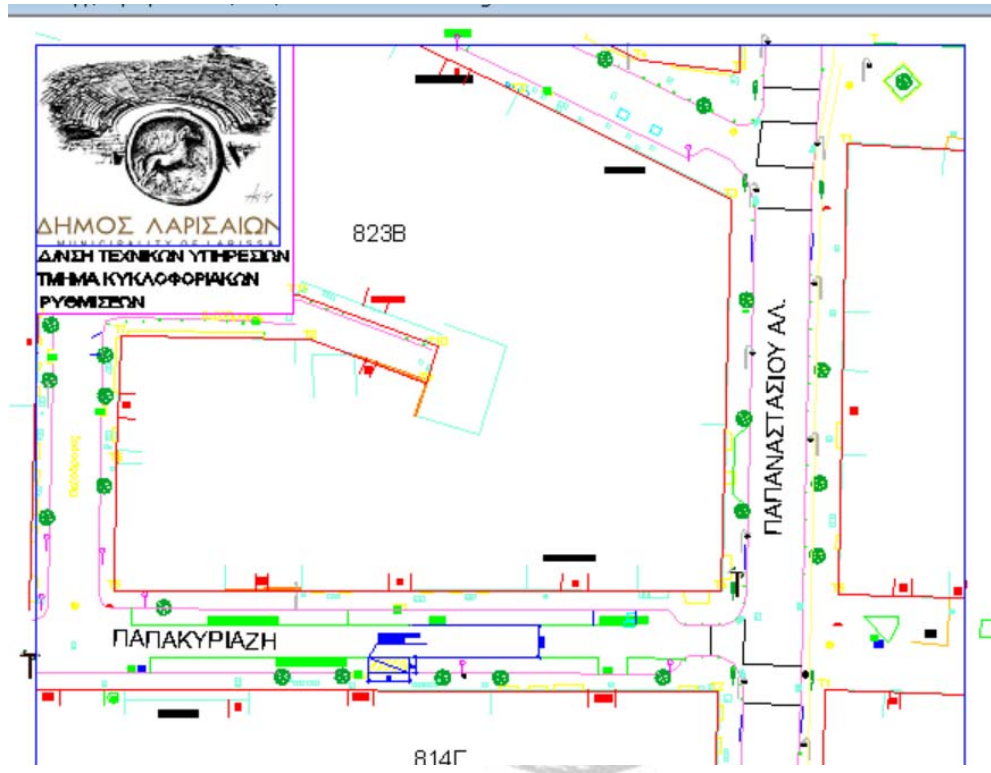 ΔΗΜΟΣ ΛΑΡΙΣΑΙΩΝ
MUNICIPALITY OF LARISSA
Δ/ΝΣΗ ΤΕΧΝΙΚΩΝ ΥΠΗΡΕΣΙΩΝ
ΤΜΗΜΑ ΚΥΚΛΟΦΟΡΙΑΚΩΝ
ΡΥΘΜΙΣΕΩΝ
823Β
ΠΑΠΑΝΑΣΤΑΣΙΟΥ ΑΛ.
Τ
ΠΑΠΑΚΥΡΙΑΖΗ
Τ
814Γ